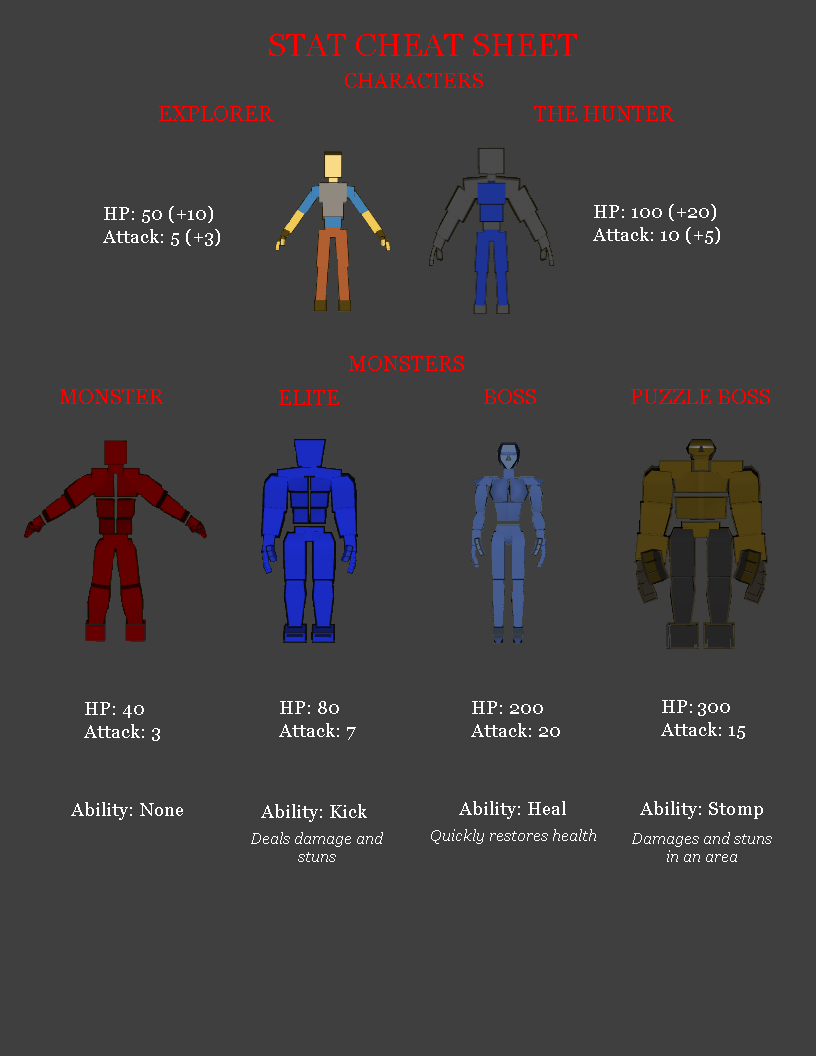 STAT CHEAT SHEET
CHARACTERS
EXPLORER
THE HUNTER
HP: 50 (+10)
Attack: 5 (+3)
HP: 100 (+20)
Attack: 10 (+5)
MONSTERS
MONSTER
ELITE
BOSS
PUZZLE BOSS
HP: 40
Attack: 3
HP: 80
Attack: 7
HP: 200
Attack: 20
HP: 300
Attack: 15
Ability: None
Ability: Kick
Deals damage and
stuns
Ability: Heal
Quickly restores health
Ability: Stomp
Damages and stuns
in an area